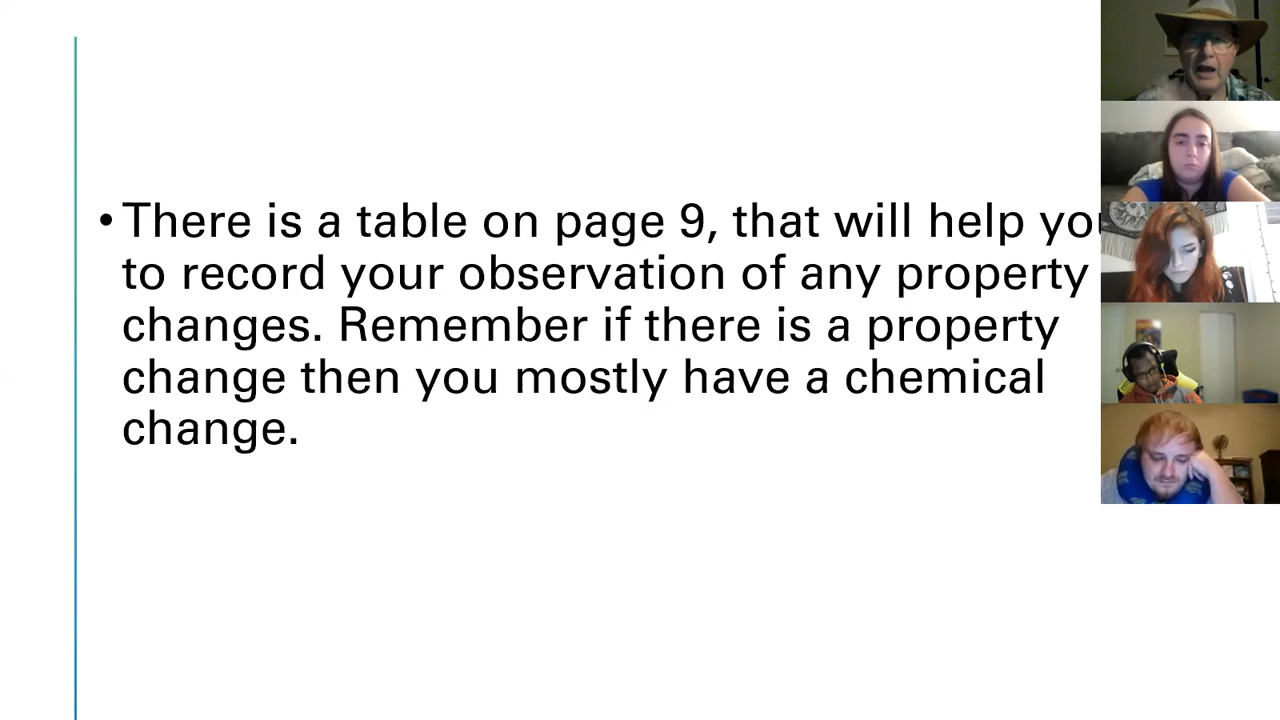 • There is a table on page 9, that will help you
to record your observation of any property
changes. Remember if there is a property
change then you mostly have a chemical
change.